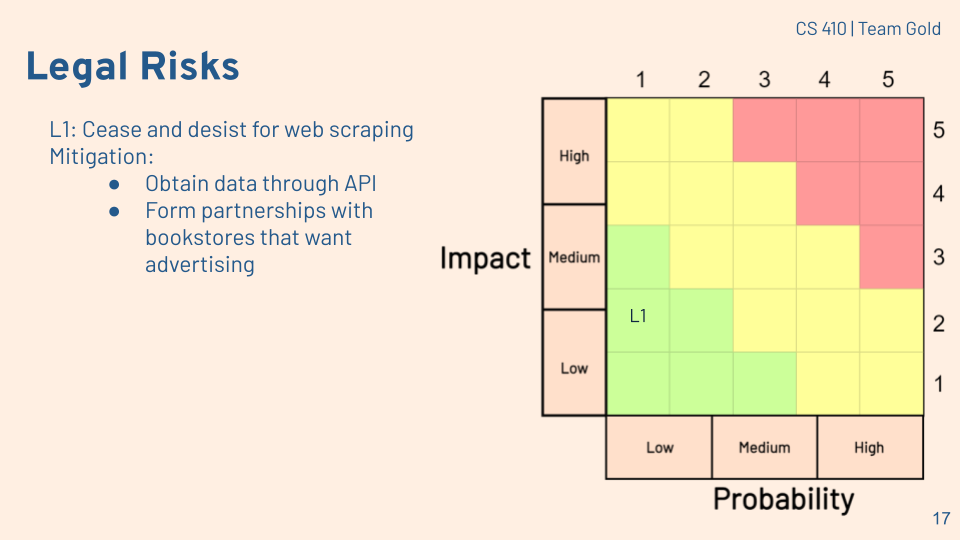 CS 410 | Team Gold
Legal Risks
L1: Cease and desist for web scraping
Mitigation:
● Obtain data through API
● Form partnerships with
bookstores that want
advertising
1 2 3 4 5
High
Medium
Low
Impact
L1
5
4
3
2
1
Low Medium High
Probability
17